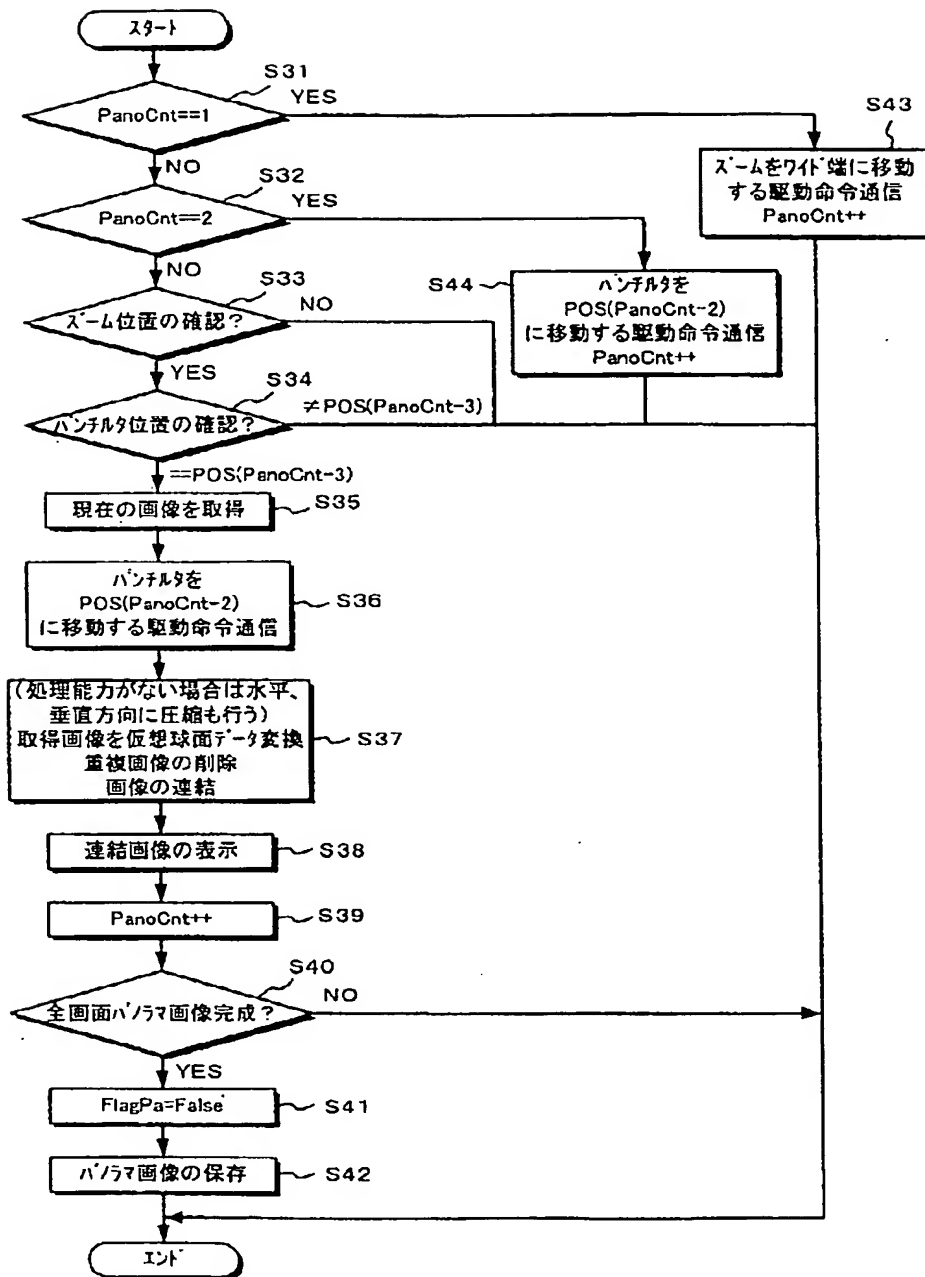 スタート
S31
PanoCnt==1
YES
NO
S43
ズームをワイド端に移動
する駆動命令通信
PanoCnt++
S32
PanoCnt==2
YES
NO
S44
パンチルタを
POS(PanoCnt-2)
に移動する駆動命令通信
PanoCnt++
S33
ズーム位置の確認?
NO
YES
S34
パンチルタ位置の確認?
≠POS(PanoCnt-3)
==POS(PanoCnt-3)
現在の画像を取得
S35
パンチルタを
POS(PanoCnt-2)
に移動する駆動命令通信
S36
(処理能力がない場合は水平、
垂直方向に圧縮も行う)
取得画像を仮想球面データ変換
重複画像の削除
画像の連結
S37
連結画像の表示
S38
PanoCnt++
S39
S40
全画面パノラマ画像完成?
NO
YES
FlagPa=False
S41
パノラマ画像の保存
S42
エンド